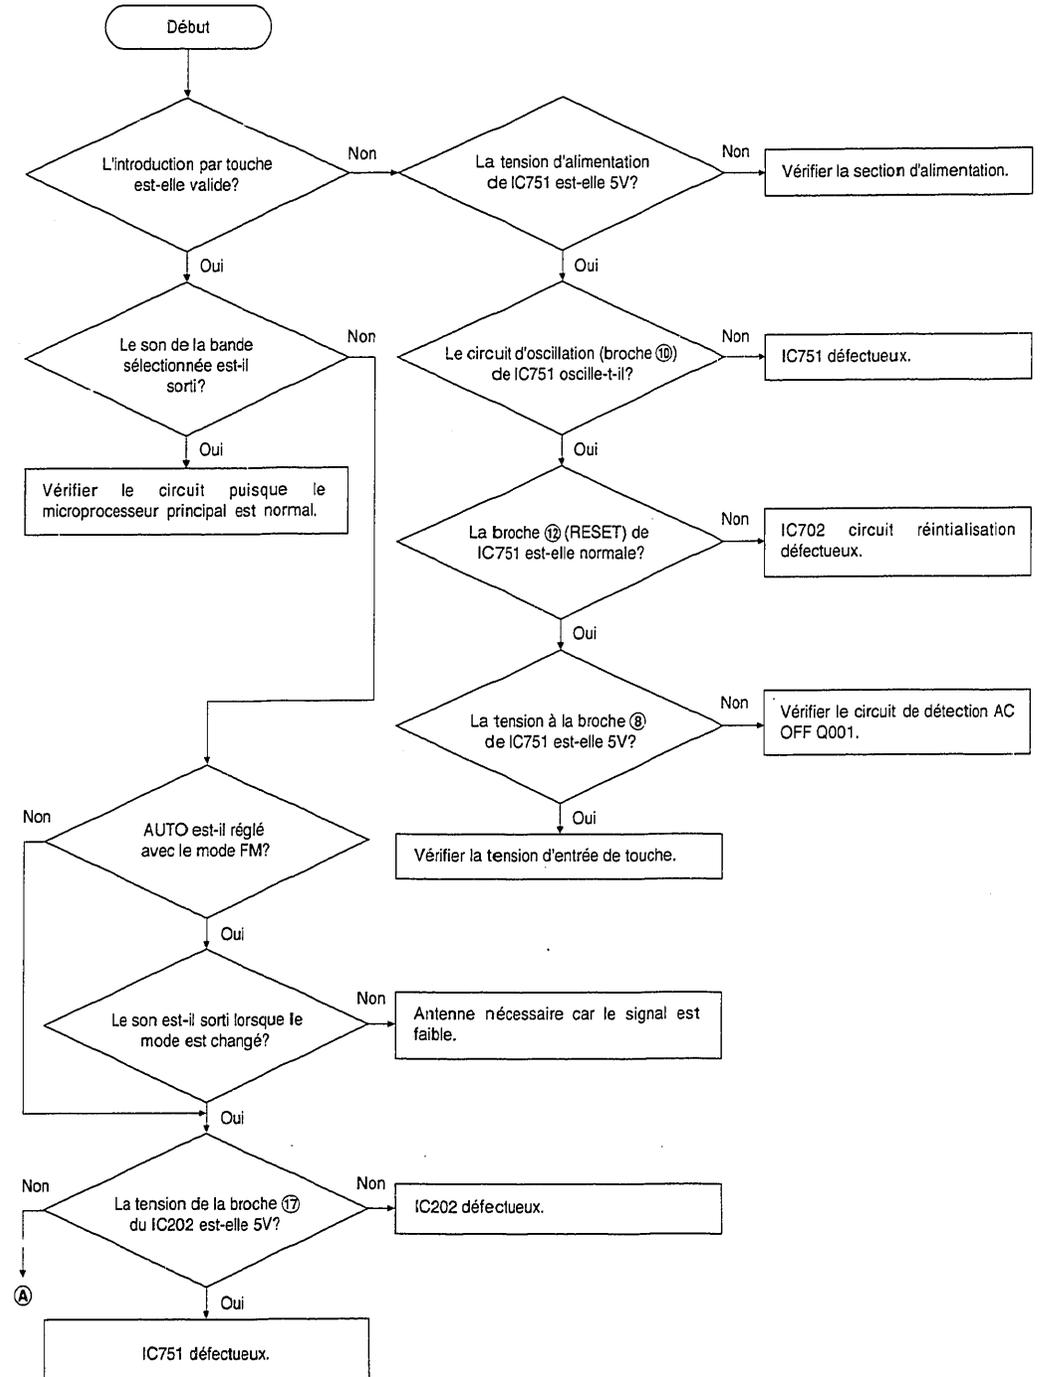 Début
L'introduction par touche
est-elle valide?
Non
La tension d'alimentation
de IC751 est-elle 5V?
Non
Vérifier la section d'alimentation.
Oui
Oui
Le son de la bande
sélectionnée est-il
sorti?
Non
Le circuit d'oscillation (broche ⑩)
de IC751 oscille-t-il?
Non
IC751 défectueux.
Oui
Oui
Vérifier le circuit puisque le
microprocesseur principal est normal.
La broche ⑫ (RESET) de
IC751 est-elle normale?
Non
IC702 circuit réintialisation
défectueux.
Oui
La tension à la broche ⑧
de IC751 est-elle 5V?
Non
Vérifier le circuit de détection AC
OFF Q001.
Oui
Vérifier la tension d'entrée de touche.
Non
AUTO est-il réglé
avec le mode FM?
Oui
Le son est-il sorti lorsque le
mode est changé?
Non
Antenne nécessaire car le signal est
faible.
Oui
Non
La tension de la broche ⑰
du IC202 est-elle 5V?
Non
IC202 défectueux.
Ⓐ
Oui
IC751 défectueux.